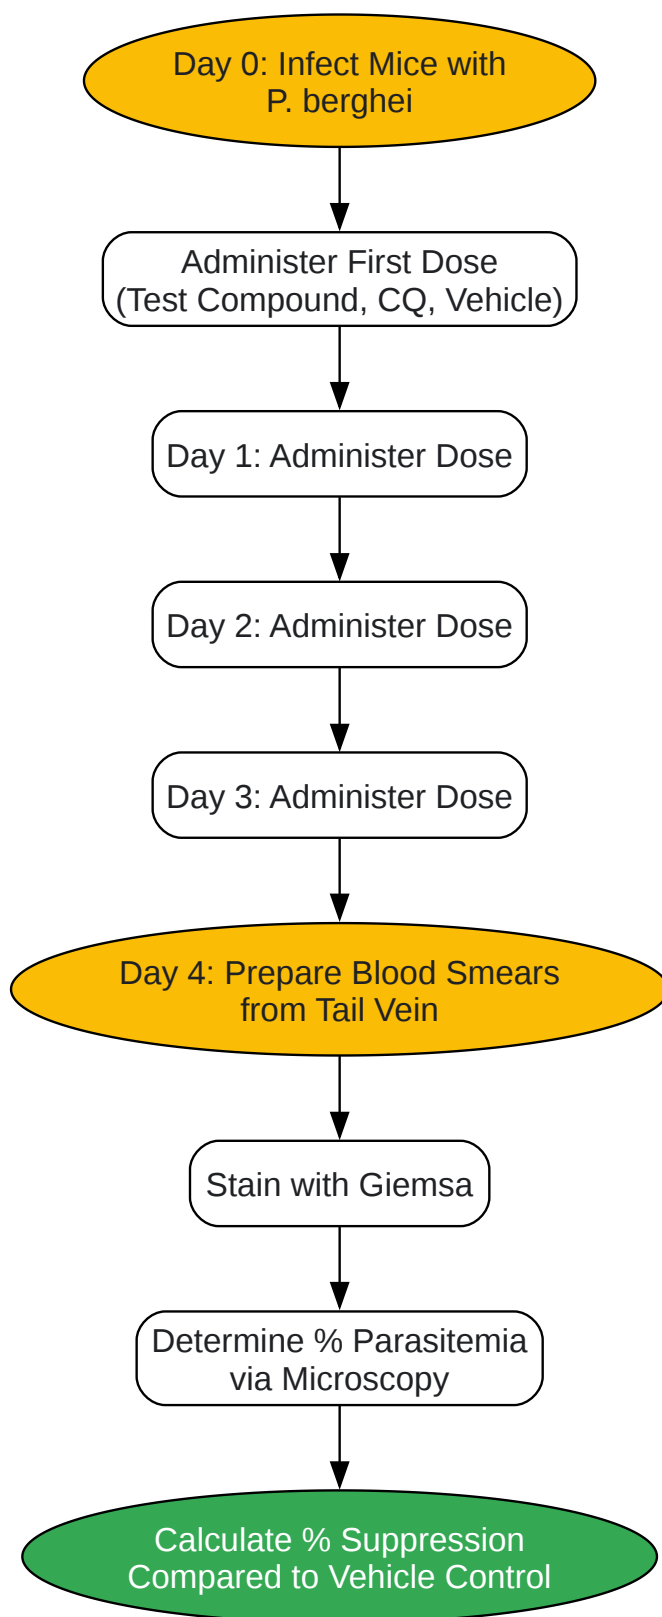 Day 0: Infect Mice with
P. berghei
Administer First Dose
(Test Compound, CQ, Vehicle)
Day 1: Administer Dose
Day 2: Administer Dose
Day 3: Administer Dose
Day 4: Prepare Blood Smears
from Tail Vein
Stain with Giemsa
Determine % Parasitemia
via Microscopy
Calculate % Suppression
Compared to Vehicle Control